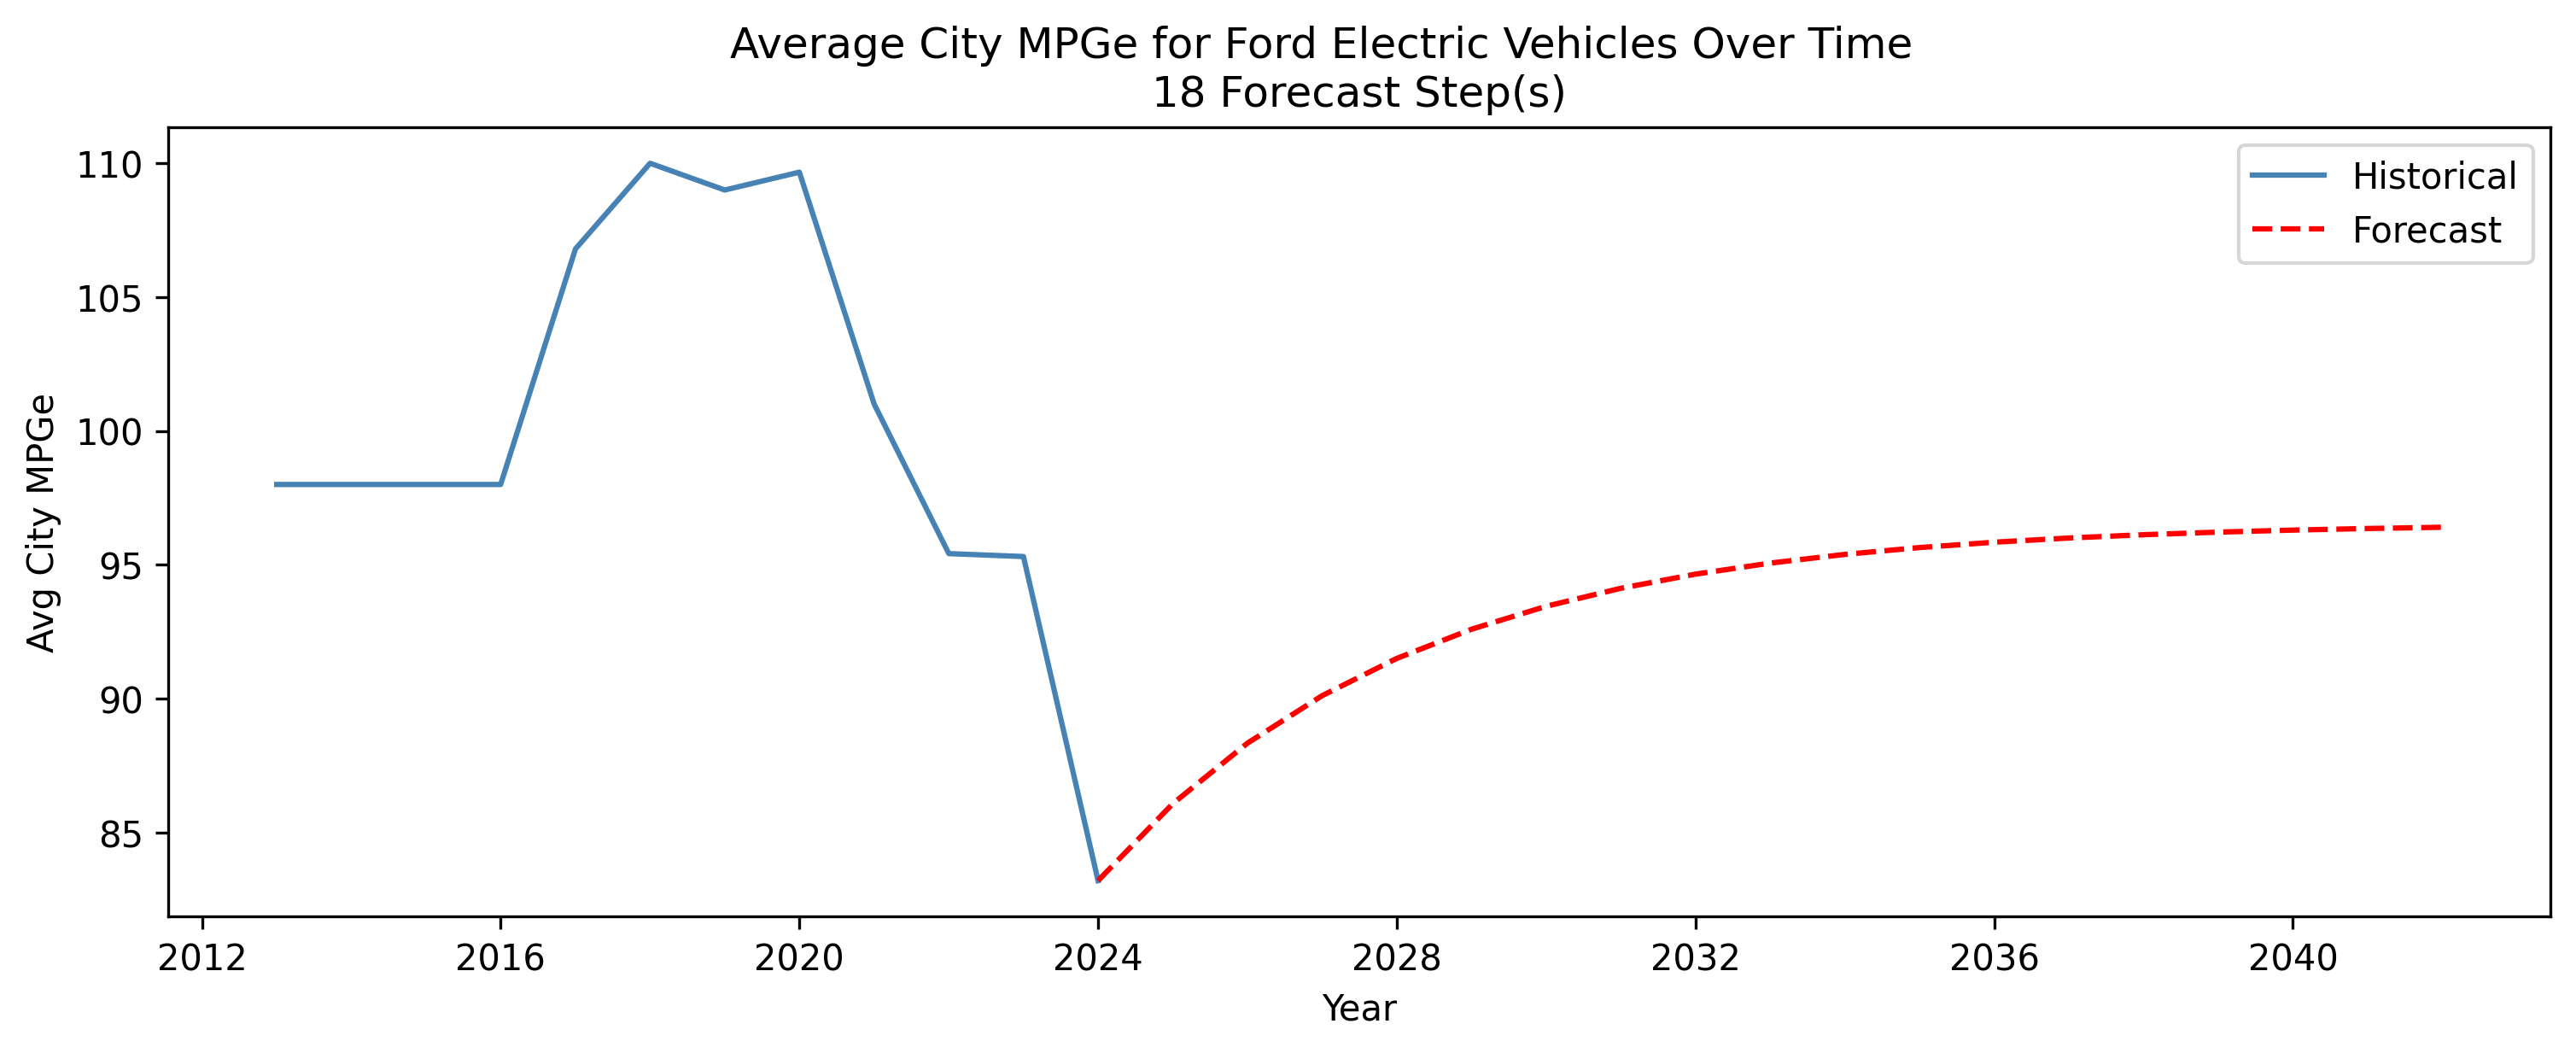 Average City MPGe for Ford Electric Vehicles Over Time
18 Forecast Step(s)
Historical
Forecast
110
105
100
95
90
85
Avg City MPGe
2012 2016 2020 2024 2028 2032 2036 2040
Year